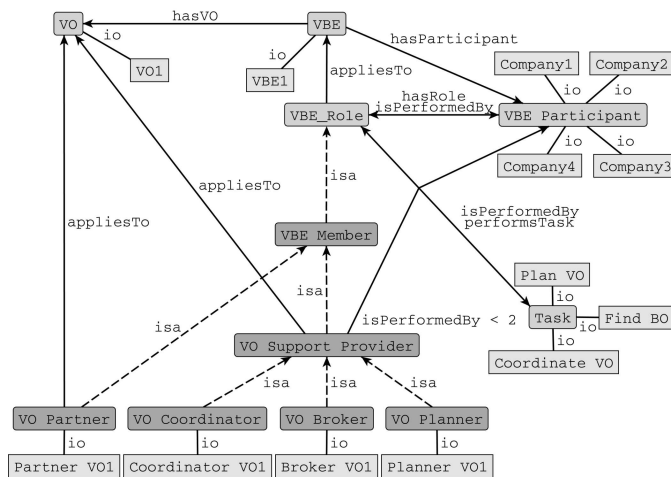 VO
hasVO
VBE
io
VO1
io
VBE1
hasParticipant
appliesTo
Company1
Company2
io
io
hasRole
isPerformedBy
VBE_Role
VBE Participant
io
io
Company4
Company3
isa
appliesTo
appliesTo
isPerformedBy
performsTask
VBE Member
Plan VO
io
isa
isa
isPerformedBy < 2
Task
io
Find BO
io
VO Support Provider
Coordinate VO
isa
isa
isa
VO Partner
VO Coordinator
VO Broker
VO Planner
io
io
io
io
Partner VO1
Coordinator VO1
Broker VO1
Planner VO1